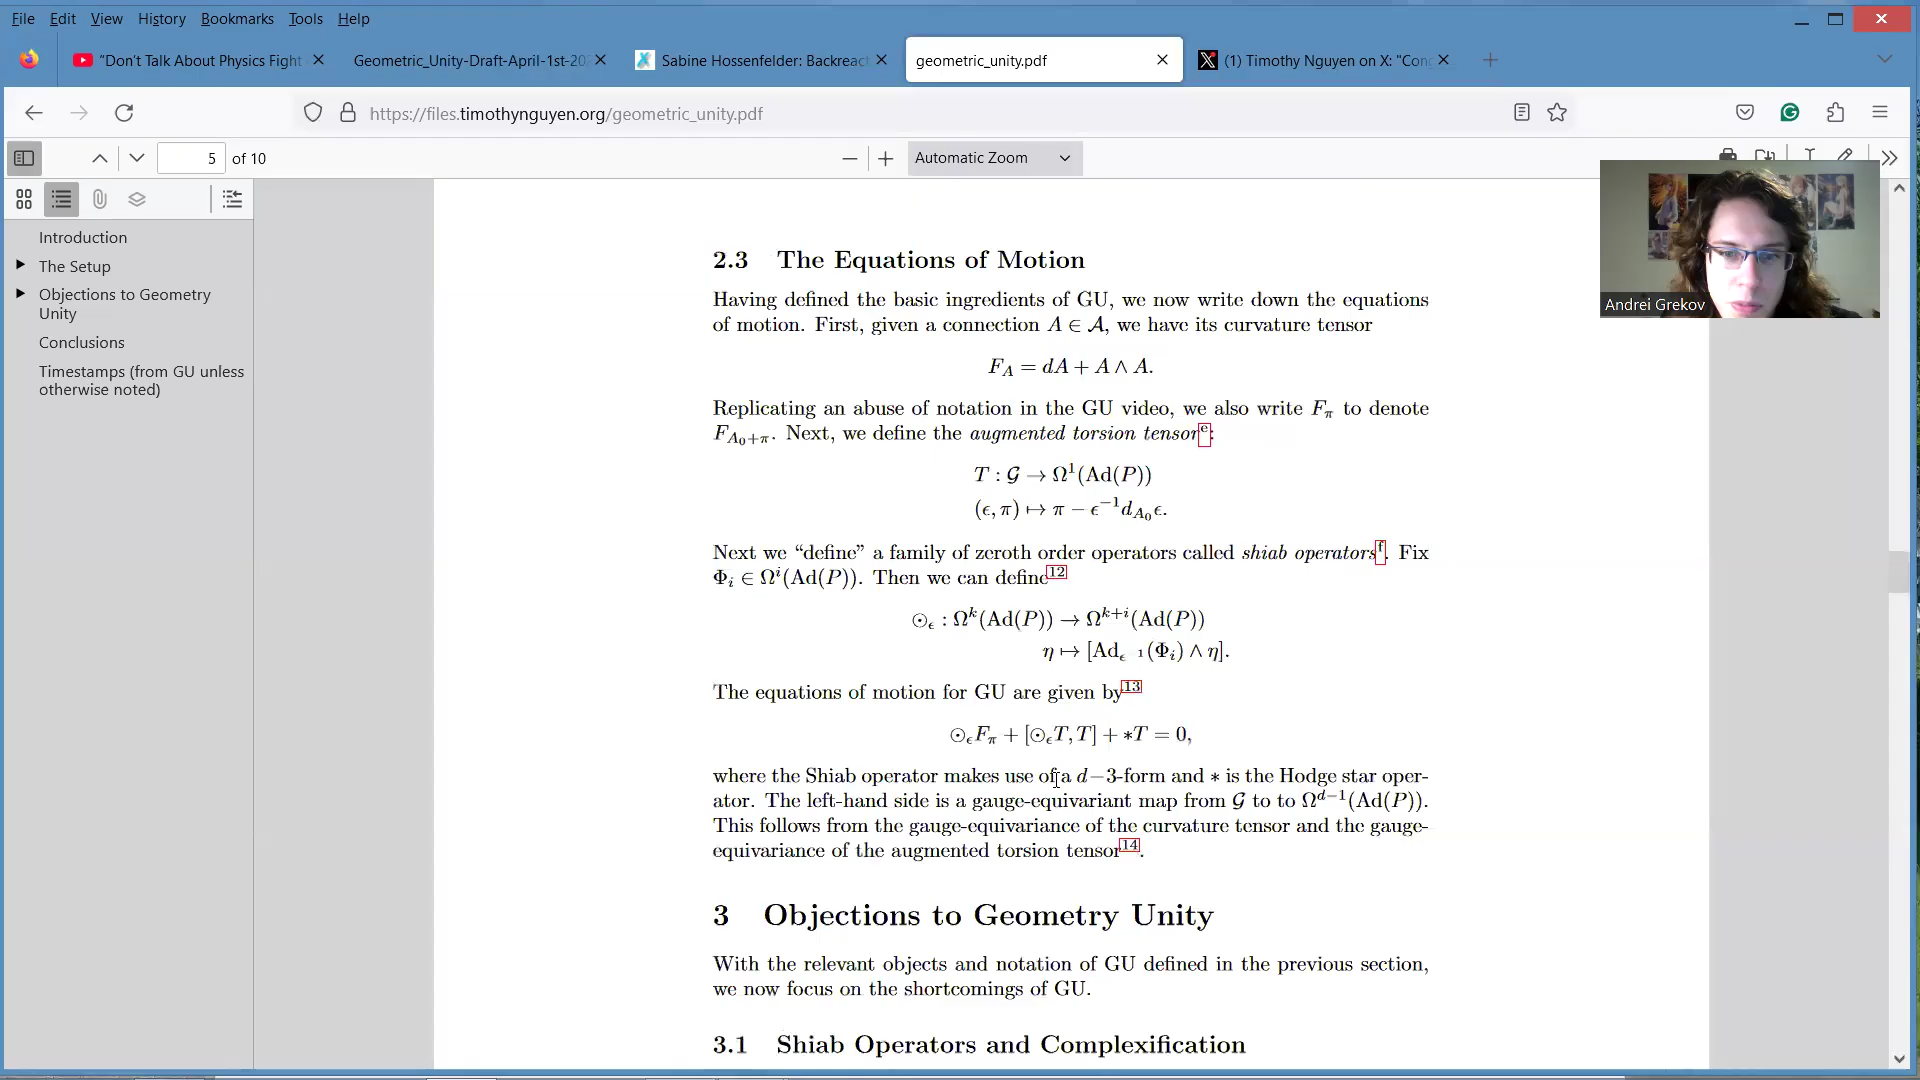 File Edit View History Bookmarks Tools Help
"Don't Talk About Physics Fight
Geometric_Unity-Draft-April-1st-20
Sabine Hossenfelder: Backreac
geometric_unity.pdf
(1) Timothy Nguyen on X: "Con
https://files.timothynguyen.org/geometric_unity.pdf
5 of 10
Automatic Zoom
Introduction
The Setup
Objections to Geometry
Unity
Conclusions
Timestamps (from GU unless
otherwise noted)
Andrei Grekov
2.3 The Equations of Motion
Having defined the basic ingredients of GU, we now write down the equations
of motion. First, given a connection A ∈ 𝒜, we have its curvature tensor
F_A = dA + A ∧ A.
Replicating an abuse of notation in the GU video, we also write F_π to denote
F_{A_0+π}. Next, we define the augmented torsion tensor^e:
T : 𝒢 → Ω^1(Ad(P))
(ϵ, π) ↦ π − ϵ^{−1}d_{A_0}ϵ.
Next we “define” a family of zeroth order operators called shiab operators^f. Fix
Φ_i ∈ Ω^i(Ad(P)). Then we can define^12
⊙_ϵ : Ω^k(Ad(P)) → Ω^{k+i}(Ad(P))
η ↦ [Ad_{ϵ^{-1}}(Φ_i) ∧ η].
The equations of motion for GU are given by^13
⊙_ϵF_π + [⊙_ϵT, T] + ∗T = 0,
where the Shiab operator makes use of a d−3-form and ∗ is the Hodge star oper-
ator. The left-hand side is a gauge-equivariant map from 𝒢 to to Ω^{d−1}(Ad(P)).
This follows from the gauge-equivariance of the curvature tensor and the gauge-
equivariance of the augmented torsion tensor^14.
3 Objections to Geometry Unity
With the relevant objects and notation of GU defined in the previous section,
we now focus on the shortcomings of GU.
3.1 Shiab Operators and Complexification